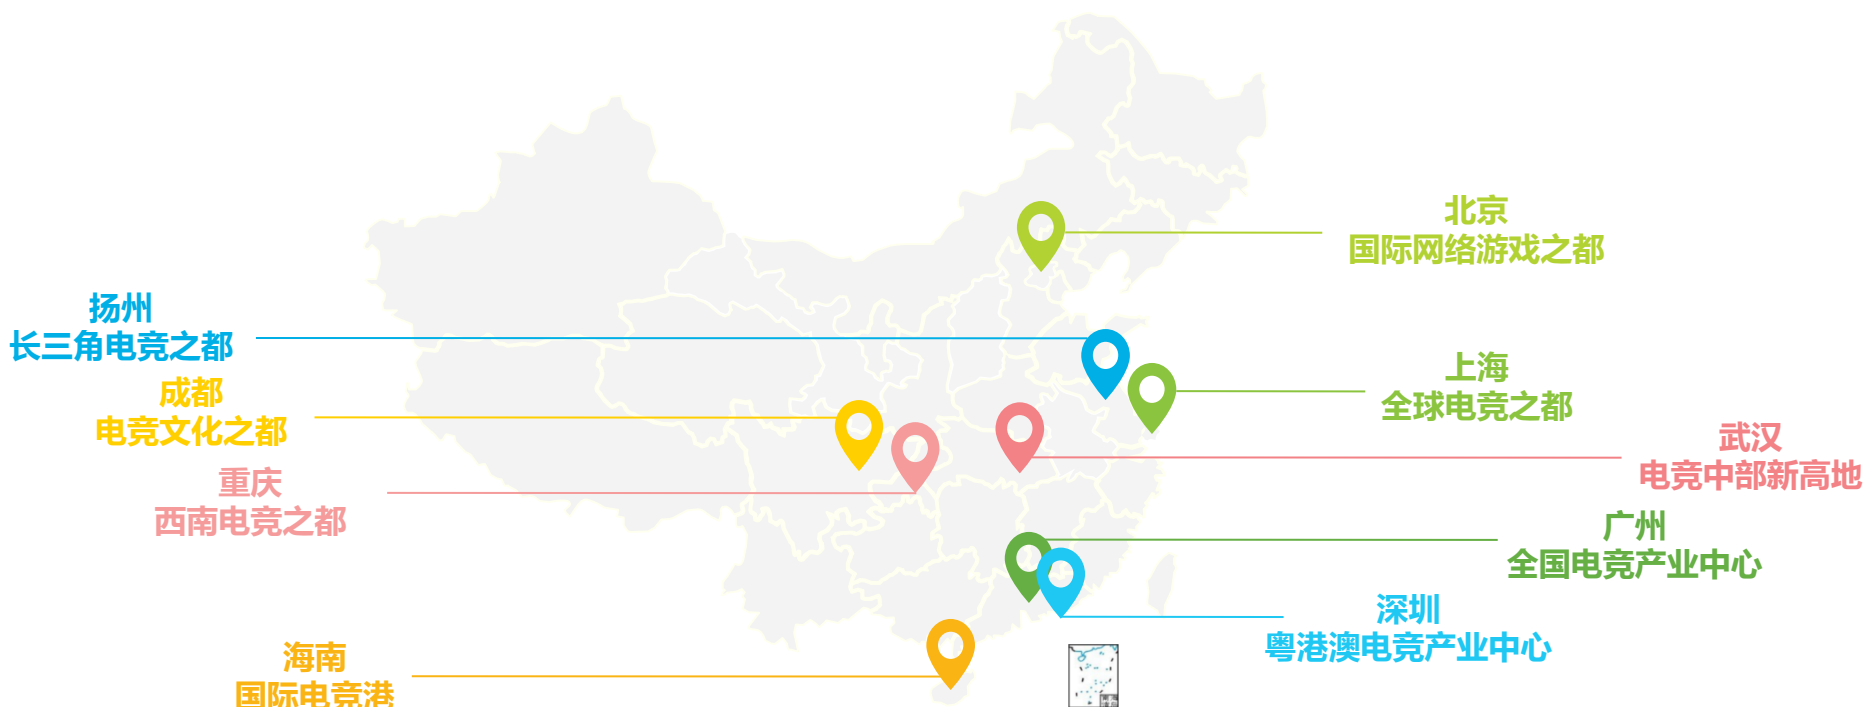 北京
国际网络游戏之都
扬州
长三角电竞之都
上海
全球电竞之都
成都
电竞文化之都
武汉
电竞中部新高地
重庆
西南电竞之都
广州
全国电竞产业中心
深圳
粤港澳电竞产业中心
海南
国际电竞港